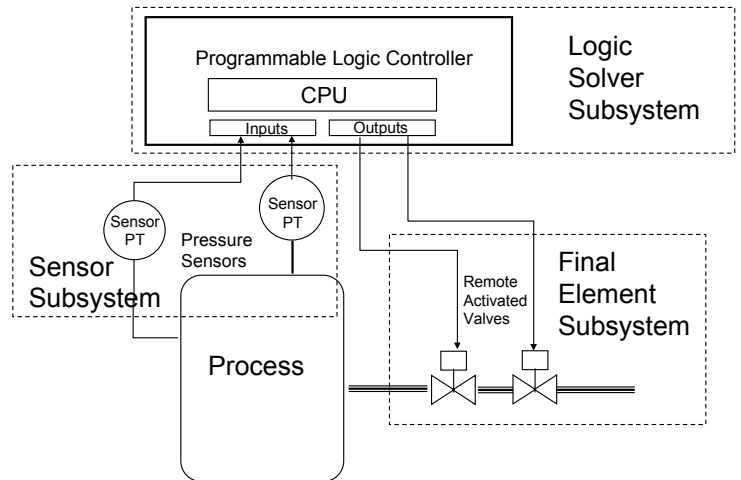 Programmable Logic Controller
CPU
Inputs
Outputs
Logic
Solver
Subsystem
Sensor
PT
Sensor
PT
Pressure
Sensors
Sensor
Subsystem
Process
Remote
Activated
Valves
Final
Element
Subsystem